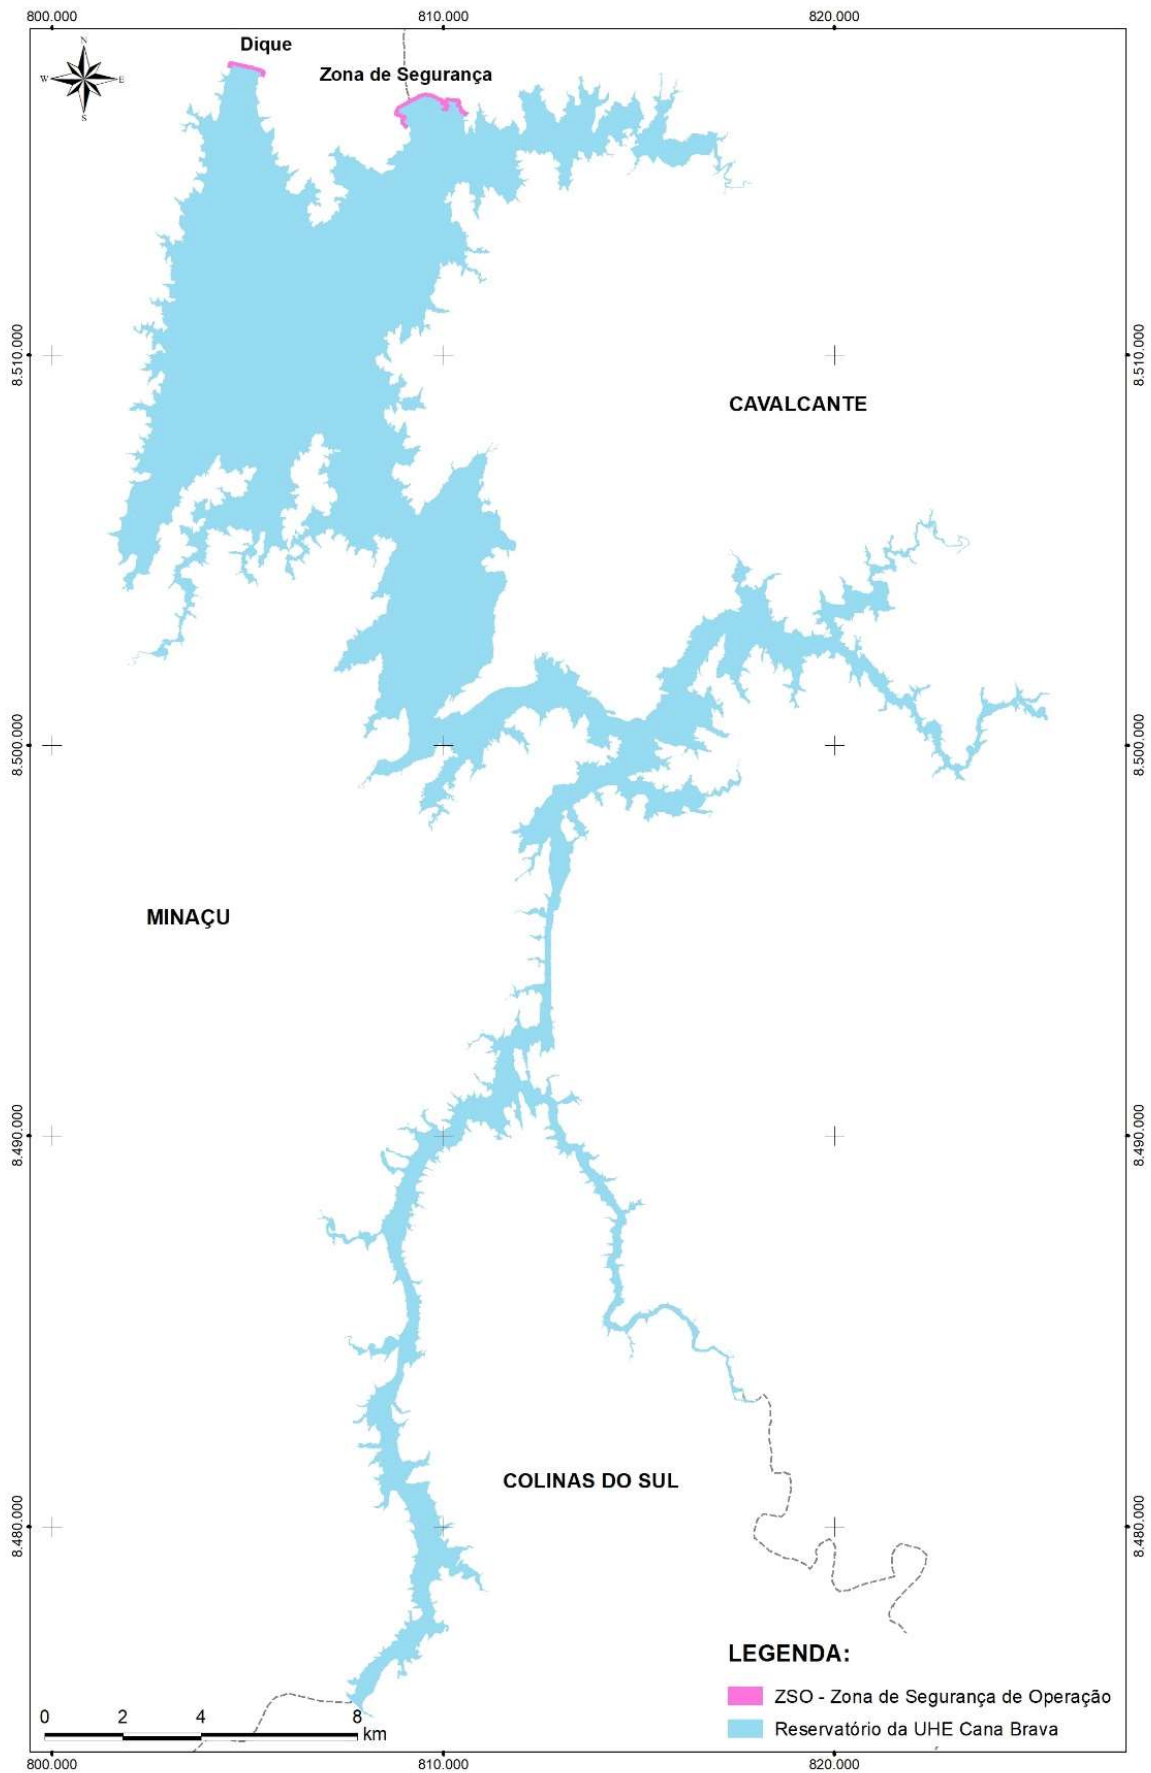 800.000
810.000
820.000
N
W
E
S
Dique
Zona de Segurança
8.510.000
8.510.000
CAVALCANTE
8.500.000
8.500.000
MINAÇU
8.490.000
8.490.000
COLINAS DO SUL
8.480.000
8.480.000
LEGENDA:
ZSO - Zona de Segurança de Operação
Reservatório da UHE Cana Brava
0 2 4 8
km
800.000
810.000
820.000